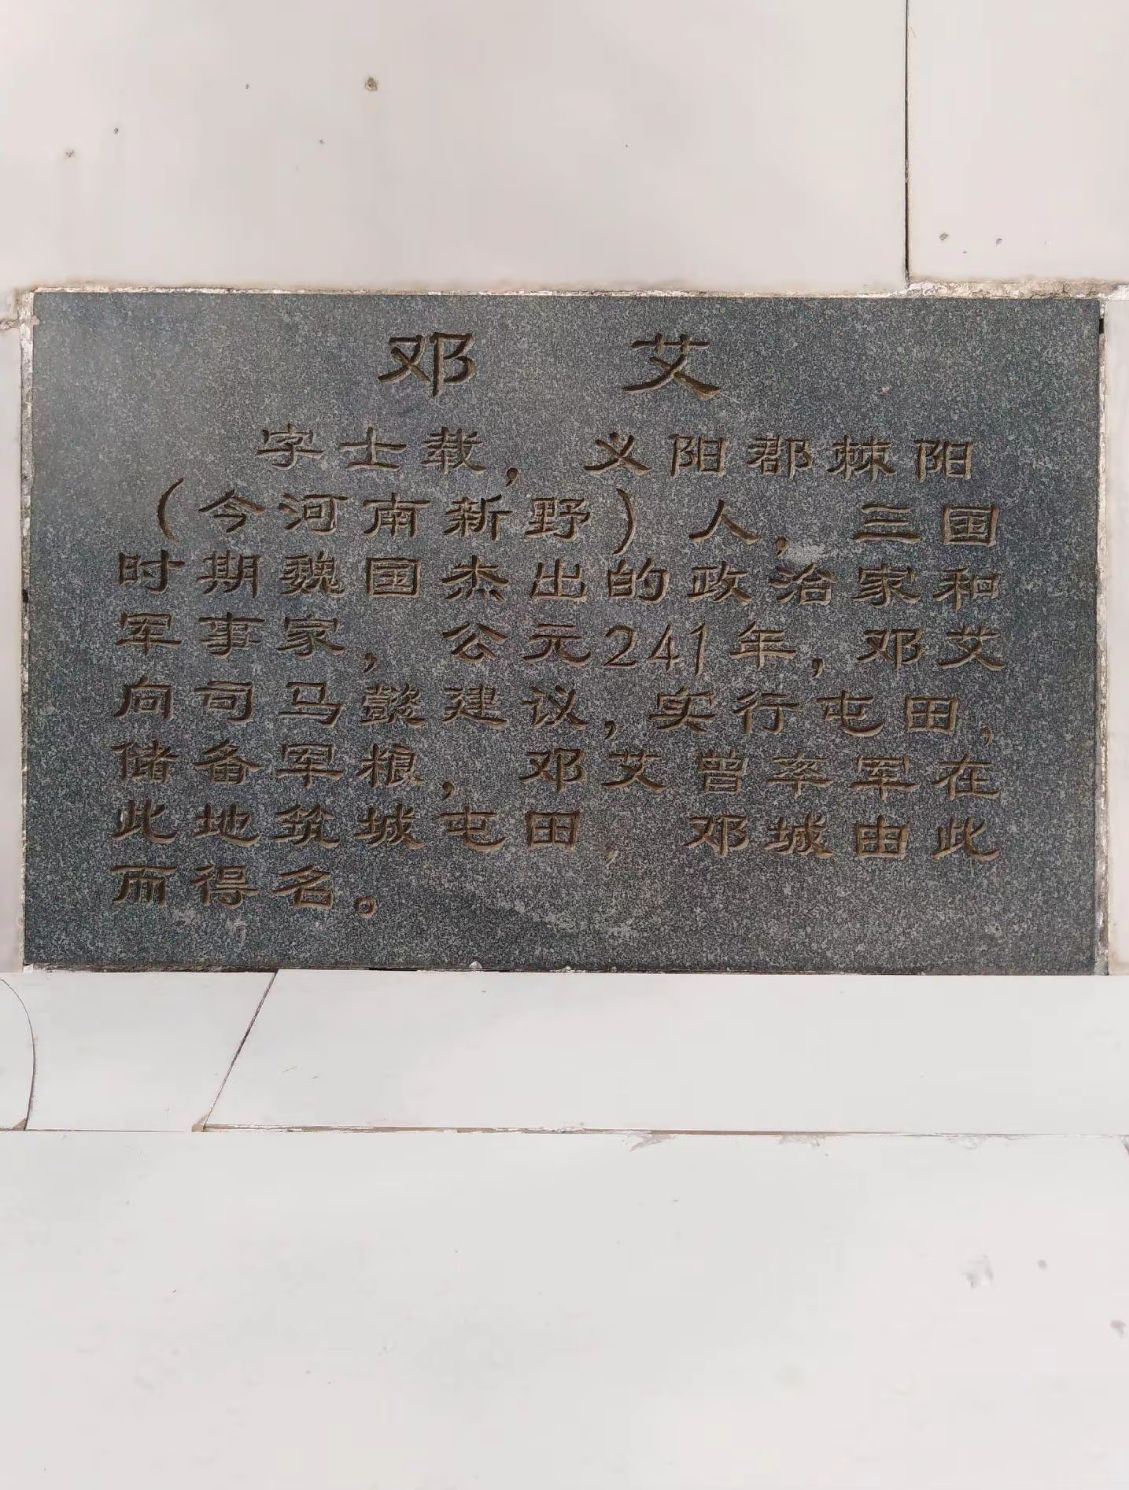 邓 艾
字士载，义阳郡棘阳
（今河南新野）人，三国
时期魏国杰出的政治家和
军事家，公元241年，邓艾
向司马懿建议，实行屯田，
储备军粮，邓艾曾率军在
此地筑城屯田，邓城由此
而得名。